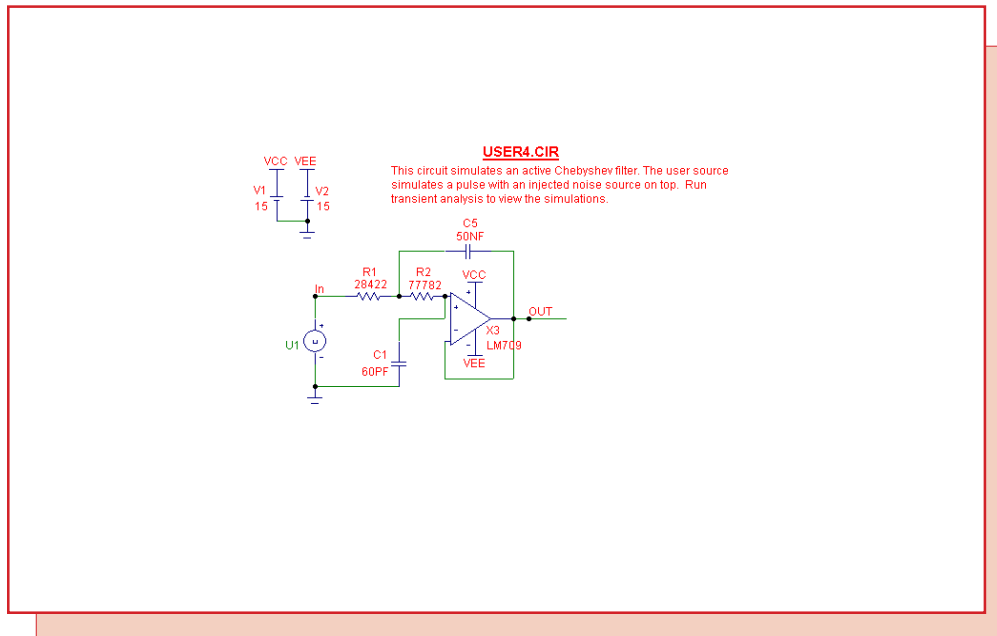 USER4.CIR
This circuit simulates an active Chebyshev filter. The user source
simulates a pulse with an injected noise source on top. Run
transient analysis to view the simulations.
VCC VEE
V1
15
V2
15
C5
50NF
R1
28422
R2
77782
VCC
In
+
-
U1
u
+
-
+
-
OUT
X3
LM709
VEE
C1
60PF